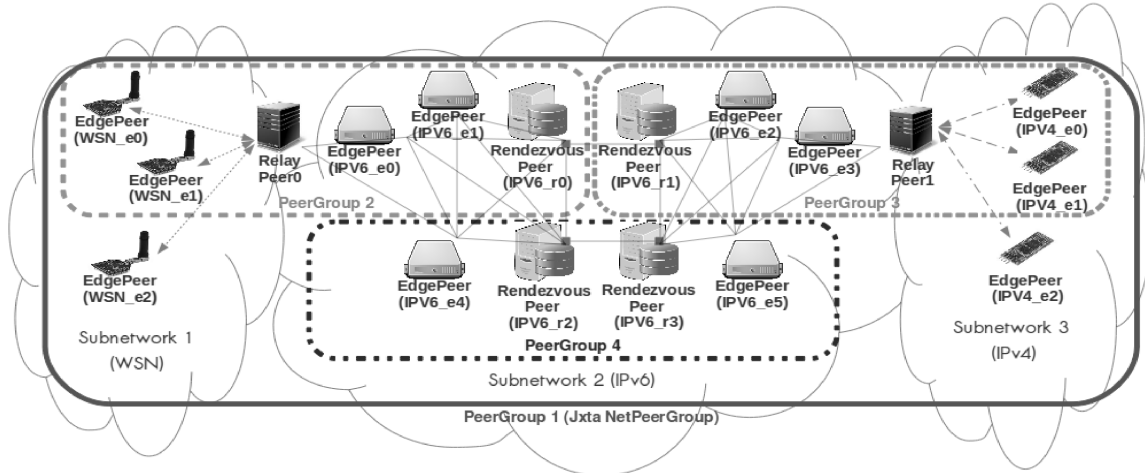 EdgePeer
(WSN_e0)
EdgePeer
(WSN_e1)
EdgePeer
(WSN_e2)
Relay
Peer0
EdgePeer
(IPV6_e0)
EdgePeer
(IPV6_e1)
Rendezvous
Peer
(IPV6_r0)
PeerGroup 2
Rendezvous
Peer
(IPV6_r1)
EdgePeer
(IPV6_e2)
EdgePeer
(IPV6_e3)
Relay
Peer1
EdgePeer
(IPV4_e0)
EdgePeer
(IPV4_e1)
EdgePeer
(IPV4_e2)
PeerGroup 3
EdgePeer
(IPV6_e4)
Rendezvous
Peer
(IPV6_r2)
Rendezvous
Peer
(IPV6_r3)
EdgePeer
(IPV6_e5)
PeerGroup 4
Subnetwork 1
(WSN)
Subnetwork 2 (IPv6)
Subnetwork 3
(IPv4)
PeerGroup 1 (Jxta NetPeerGroup)